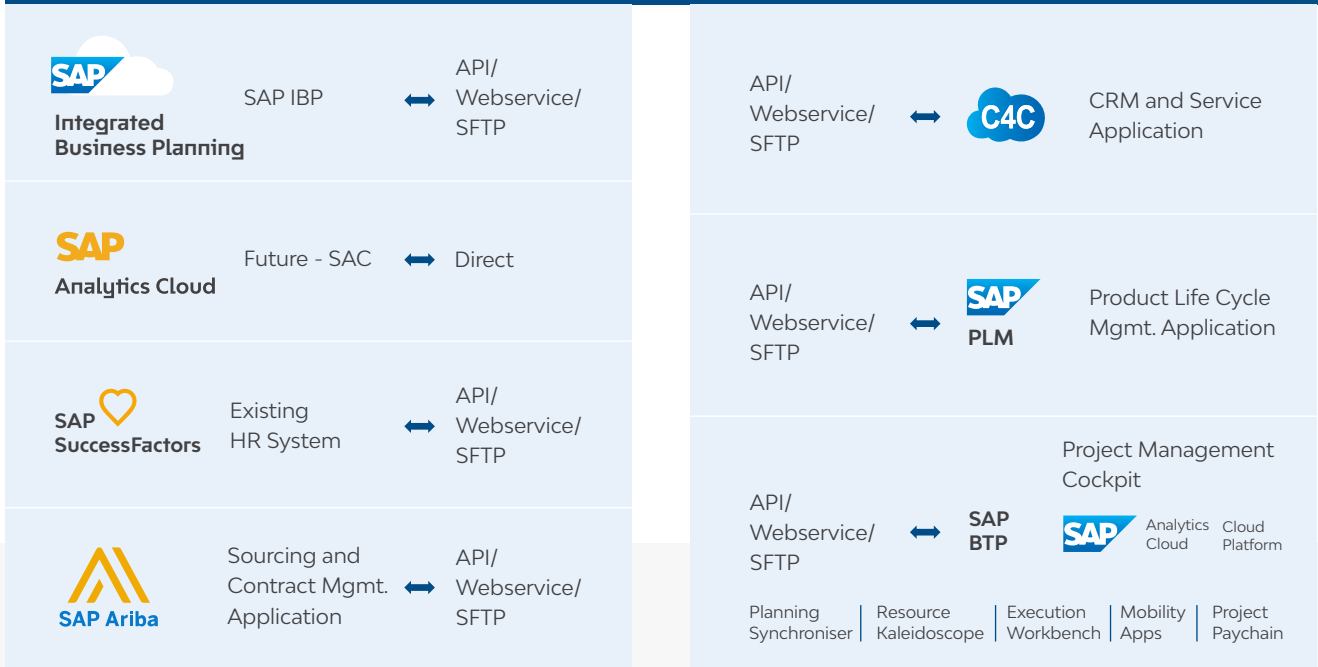 SAP
Integrated
Business Planning
SAP IBP
API/
Webservice/
SFTP
SAP
Analytics Cloud
Future - SAC
Direct
SAP
SuccessFactors
Existing
HR System
API/
Webservice/
SFTP
SAP Ariba
Sourcing and
Contract Mgmt.
Application
API/
Webservice/
SFTP
API/
Webservice/
SFTP
C4C
CRM and Service
Application
API/
Webservice/
SFTP
SAP
PLM
Product Life Cycle
Mgmt. Application
API/
Webservice/
SFTP
SAP
BTP
Project Management
Cockpit
SAP
Analytics
Cloud
Cloud
Platform
Planning
Synchroniser
Resource
Kaleidoscope
Execution
Workbench
Mobility
Apps
Project
Paychain